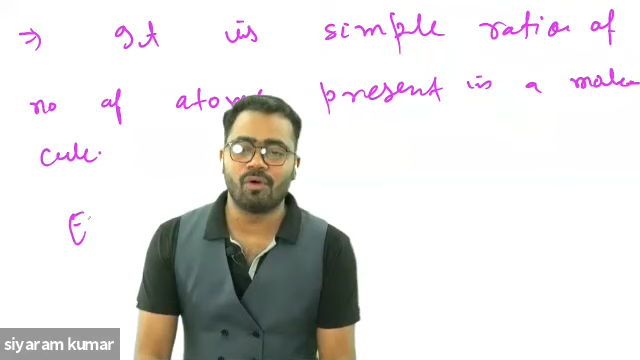 ⇒ It is simple ratio of
no of atoms present in a mole
cule.
E
siyaram kumar